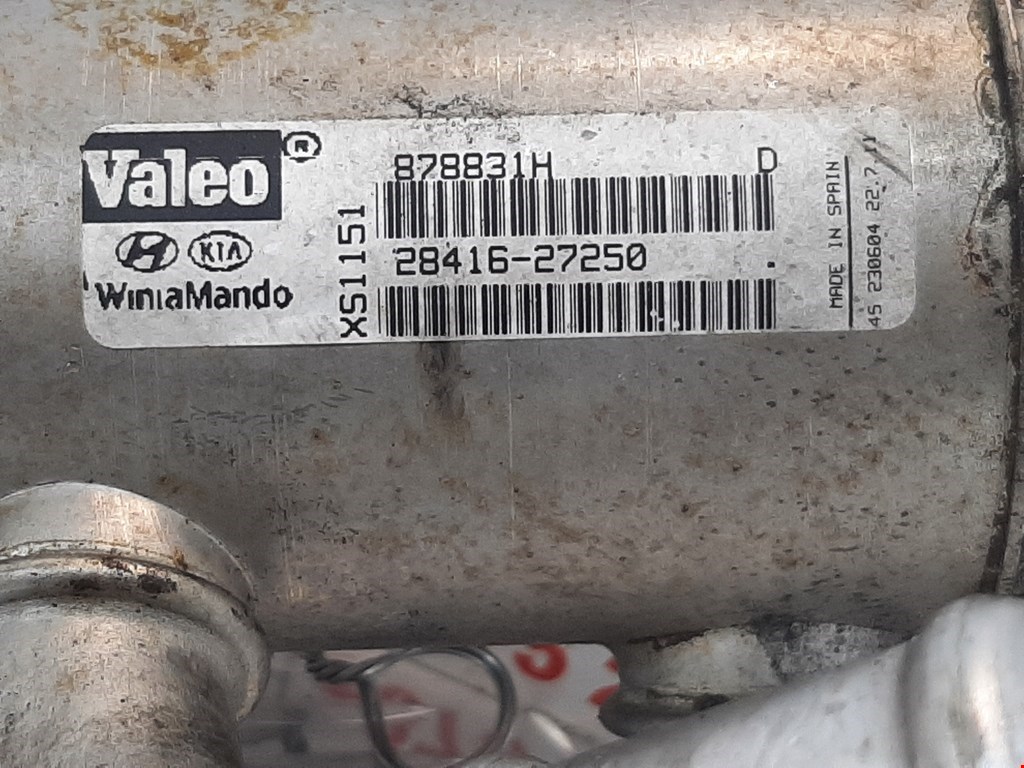 Valeo ®
KIA
WiniaMando
XS1151
878831H D
28416-27250
MADE IN SPAIN
45 230604 22.7.11